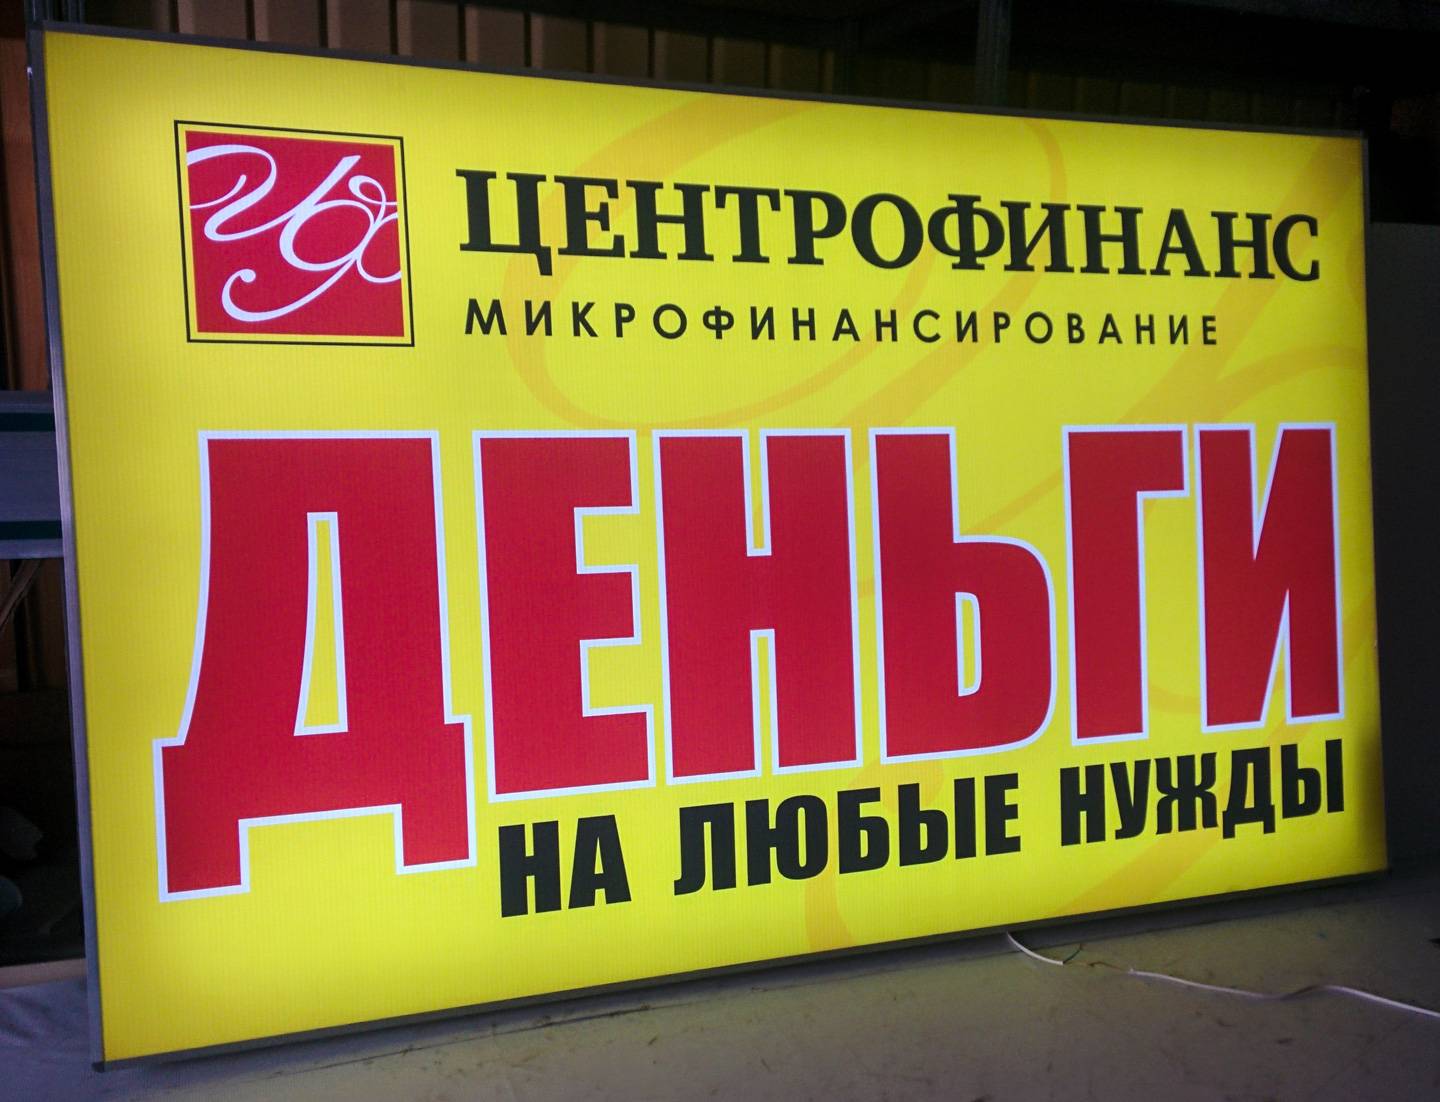 ЦЕНТРОФИНАНС
МИКРОФИНАНСИРОВАНИЕ
ДЕНЬГИ
НА ЛЮБЫЕ НУЖДЫ